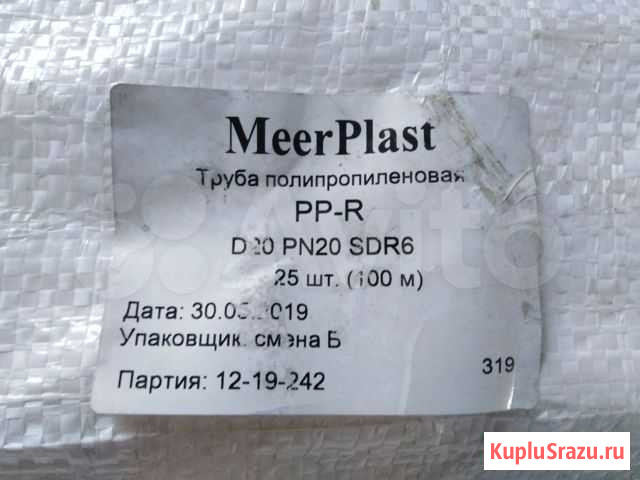 MeerPlast
Труба полипропиленовая
PP-R
D20 PN20 SDR6
25 шт. (100 м)
Дата:
Упаковщик: смена Б
Партия: 12-19-242
319
Avito
KupluSrazu.ru